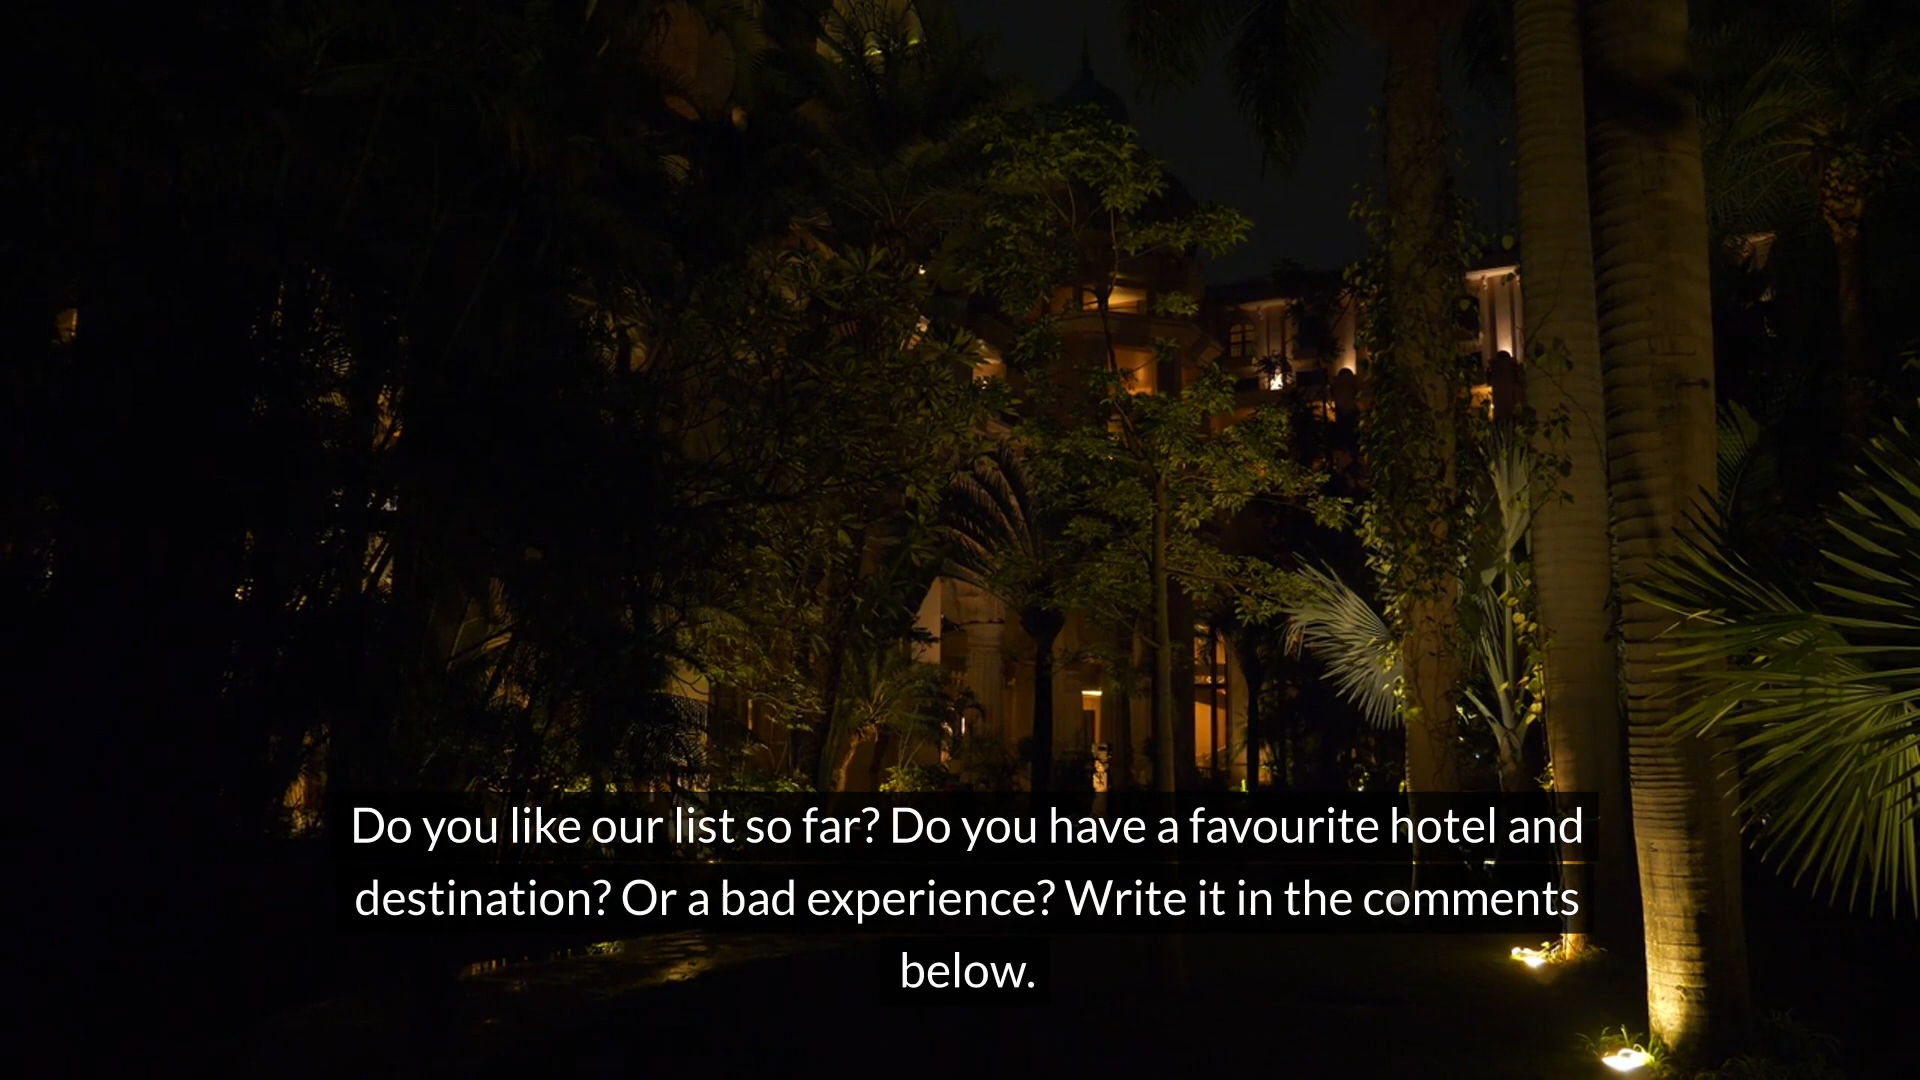 Do you like our list so far? Do you have a favourite hotel and
destination? Or a bad experience? Write it in the comments
below.